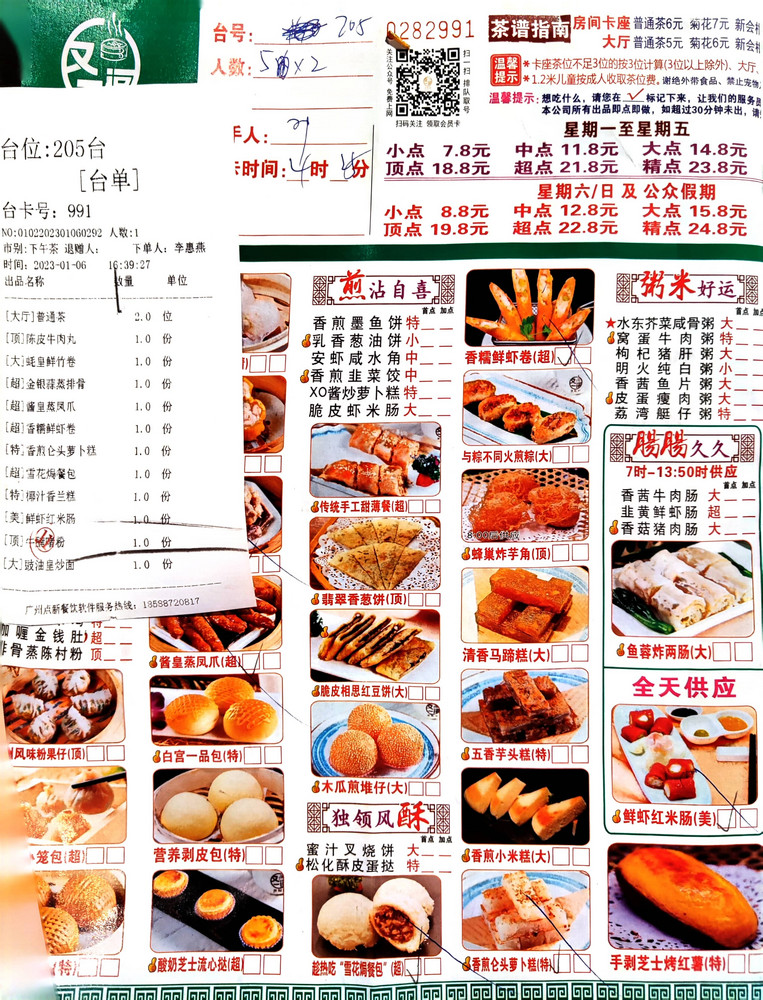 台号: 205
人数: 5 x2
手人:
卡时间: 4时45分
0282991
关注公众号 免费上网
扫一扫 排队取号
扫码关注 领取会员卡
茶谱指南
房间卡座 普通茶6元 菊花7元 新会
大厅 普通茶5元 菊花6元 新会
温馨提示
*卡座茶位不足3位的按3位计算(3位以上除外)、大厅、
*1.2米儿童按成人收取茶位费,谢绝外带食品、禁止宠物
温馨提示: 想吃什么,请您在 ✓ 标记下来,让我们的服务员
本公司所有出品即点即做,如超过30分钟未出,请
星期一至星期五
小点 7.8元 中点 11.8元 大点 14.8元
顶点 18.8元 超点 21.8元 精点 23.8元
星期六/日 及 公众假期
小点 8.8元 中点 12.8元 大点 15.8元
顶点 19.8元 超点 22.8元 精点 24.8元
台位:205台
[台单]
台卡号: 991
NO:0102202301060292 人数:1
市别:下午茶 退赠人: 下单人: 李惠燕
时间: 2023-01-06 16:39:27
出品名称 数量 单位
[大厅]普通茶 2.0 位
[顶]陈皮牛肉丸 1.0 份
[大]蚝皇鲜竹卷 1.0 份
[超]金银蒜蒸排骨 1.0 份
[超]酱皇蒸凤爪 1.0 份
[超]香糯鲜虾卷 1.0 份
[特]香煎仑头萝卜糕 1.0 份
[超]雪花焗餐包 1.0 份
[特]椰汁香兰糕 1.0 份
[美]鲜虾红米肠 1.0 份
[顶]牛 粉 1.0 份
[大]豉油皇炒面 1.0 份
广州点新餐饮软件服务热线: 18588720817
咖喱金钱肚 超
排骨蒸陈村粉 顶
风味粉果仔(顶)
笼包(超)
(特)
酱皇蒸凤爪(超)
白宫一品包(特)
营养剥皮包(特)
酸奶芝士流心挞(超)
煎沾自喜
首点 加点
香煎墨鱼饼 特
乳香葱油饼 小
安虾咸水角 中
香煎韭菜饺 中
XO酱炒萝卜糕 特
脆皮虾米肠 大
传统手工甜薄餐(超)
翡翠香葱饼(顶)
脆皮相思红豆饼(大)
木瓜煎堆仔(大)
独领风酥
首点 加点
蜜汁叉烧饼 大
松化酥皮蛋挞 特
趁热吃"雪花焗餐包"(超)
香糯鲜虾卷(超)
与粽不同火煎粽(大)
8:00后供应
蜂巢炸芋角(顶)
清香马蹄糕(大)
五香芋头糕(特)
香煎小米糕(大)
香煎仑头萝卜糕(特)
粥米好运
首点 加点
★水东芥菜咸骨粥 大
窝蛋牛肉粥 特
枸杞猪肝粥 大
明火纯白粥 小
香茜鱼片粥 大
皮蛋瘦肉粥 大
荔湾艇仔粥 特
肠肠久久
7时-13:50时供应
首点 加点
香茜牛肉肠 大
韭黄鲜虾肠 超
香菇猪肉肠 大
鱼蓉炸两肠(大)
全天供应
鲜虾红米肠(美)
手剥芝士烤红薯(特)